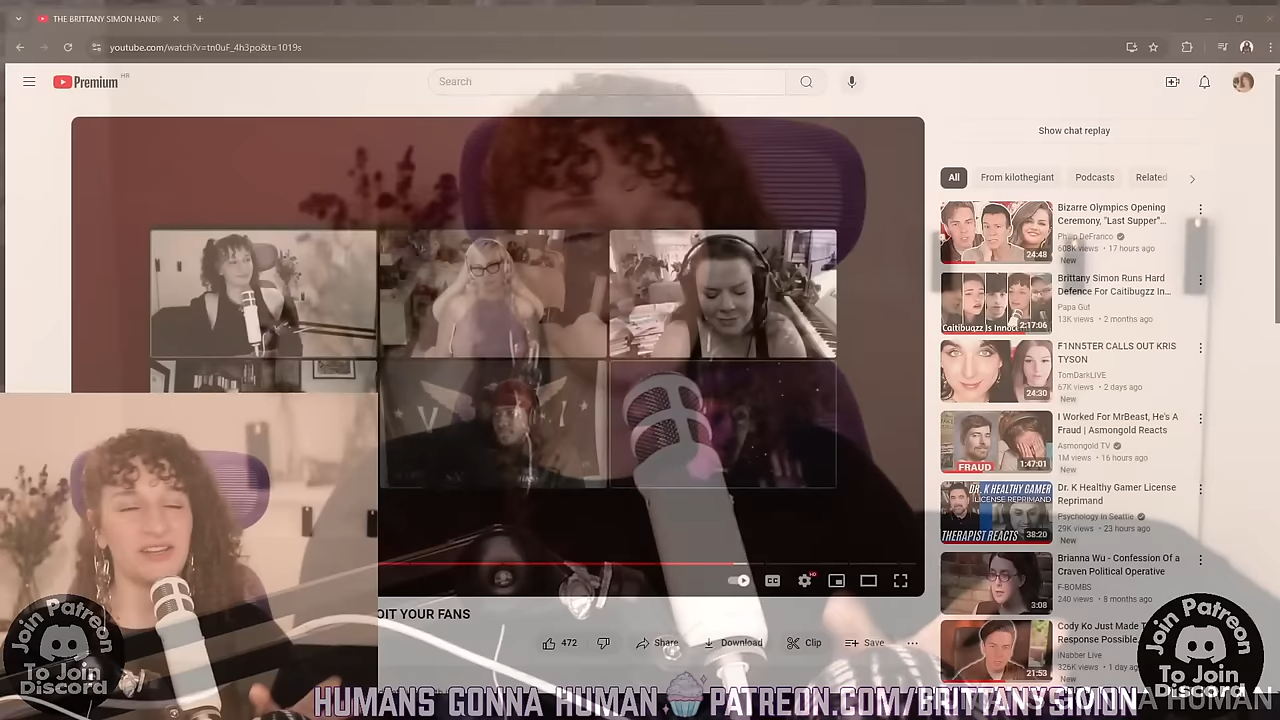 THE BRITTANY SIMON HANDB
youtube.com/watch?v=tn0uF_4h3po&t=1019s
Premium HR
Search
Show chat replay
All
From kilothegiant
Podcasts
Related
Bizarre Olympics Opening
Ceremony, "Last Supper"...
Philip DeFranco
608K views • 17 hours ago
New
24:48
Brittany Simon Runs Hard
Defence For Caitibugzz In...
Papa Gut
13K views • 2 months ago
Caitibugzz Is Innoc
2:17:06
F1NN5TER CALLS OUT KRIS
TYSON
TomDarkLIVE
67K views • 2 days ago
New
24:30
I Worked For MrBeast, He's A
Fraud | Asmongold Reacts
Asmongold TV
1M views • 16 hours ago
New
FRAUD
1:47:01
Dr. K Healthy Gamer License
Reprimand
Psychology In Seattle
29K views • 23 hours ago
New
DR. K HEALTHY GAMER
LICENSE REPRIMAND
THERAPIST REACTS
38:20
Brianna Wu - Confession Of a
Craven Political Operative
F-BOMBS
240 views • 8 months ago
3:08
Cody Ko Just Made T
Response Possible
iNabber Live
326K views • 1 day ag
21:53
OIT YOUR FANS
472
Share
Download
Clip
Save
Join Patreon
To Join
Discord
Join Patreon
To Join
Discord
HUMANS GONNA HUMAN PATREON.COM/BRITTANYSIMON
NA HUMAN